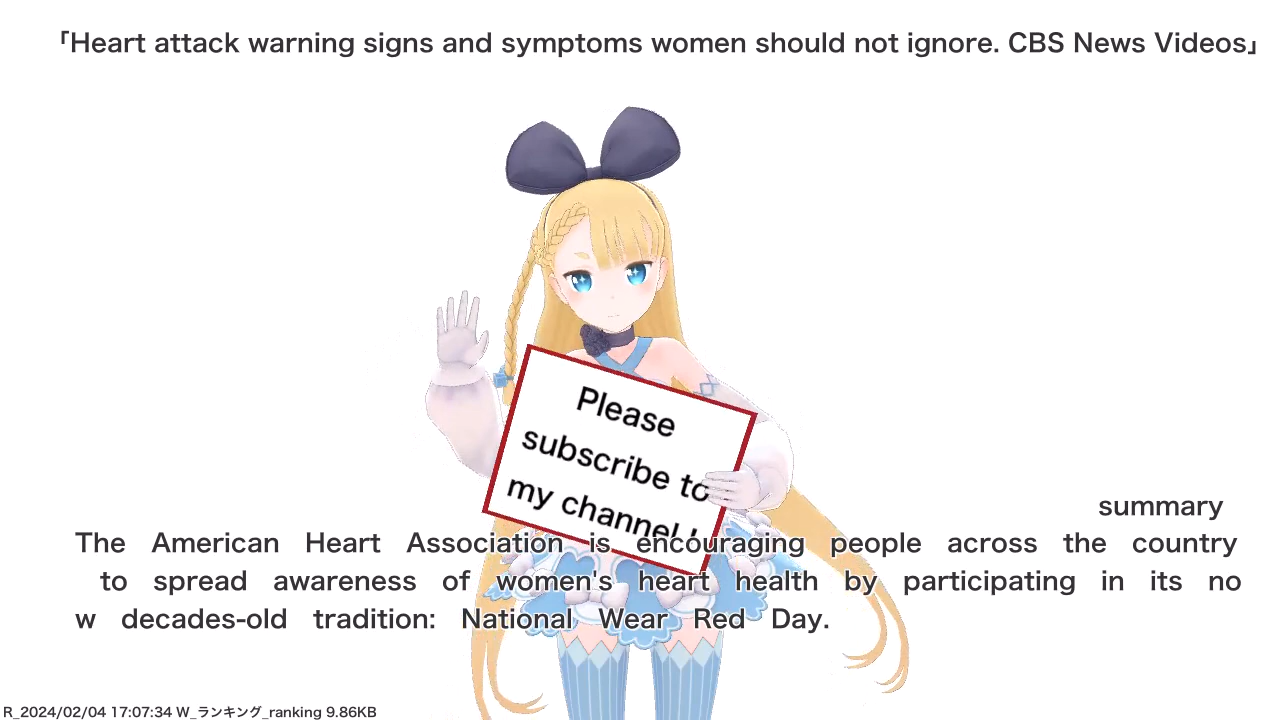 「Heart attack warning signs and symptoms women should not ignore. CBS News Videos」
Please
subscribe to
my channel !
summary
The American Heart Association is encouraging people across the country
to spread awareness of women's heart health by participating in its no
w decades-old tradition: National Wear Red Day.
R_2024/02/04 17:07:34 W_ランキング_ranking 9.86KB